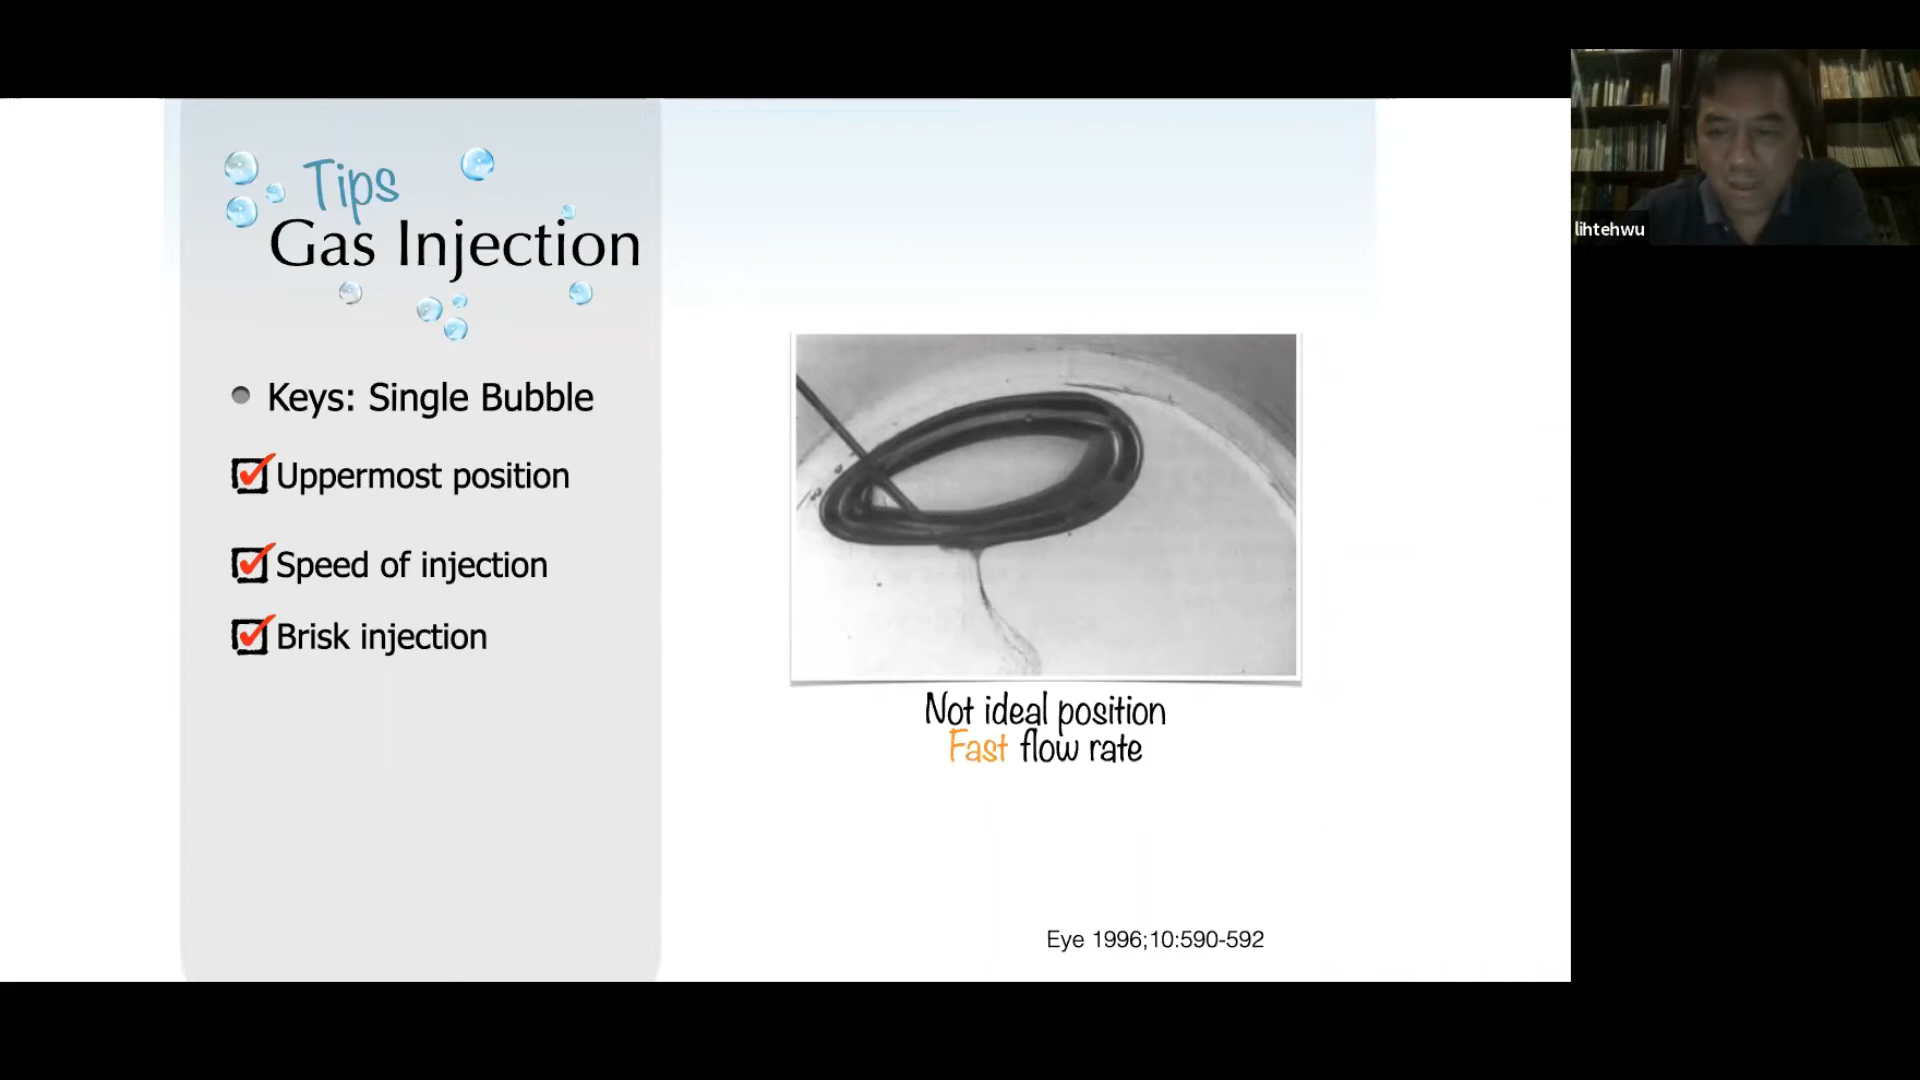 Tips
Gas Injection
Keys: Single Bubble
Uppermost position
Speed of injection
Brisk injection
Not ideal position
Fast flow rate
Eye 1996;10:590-592
lihtehwu